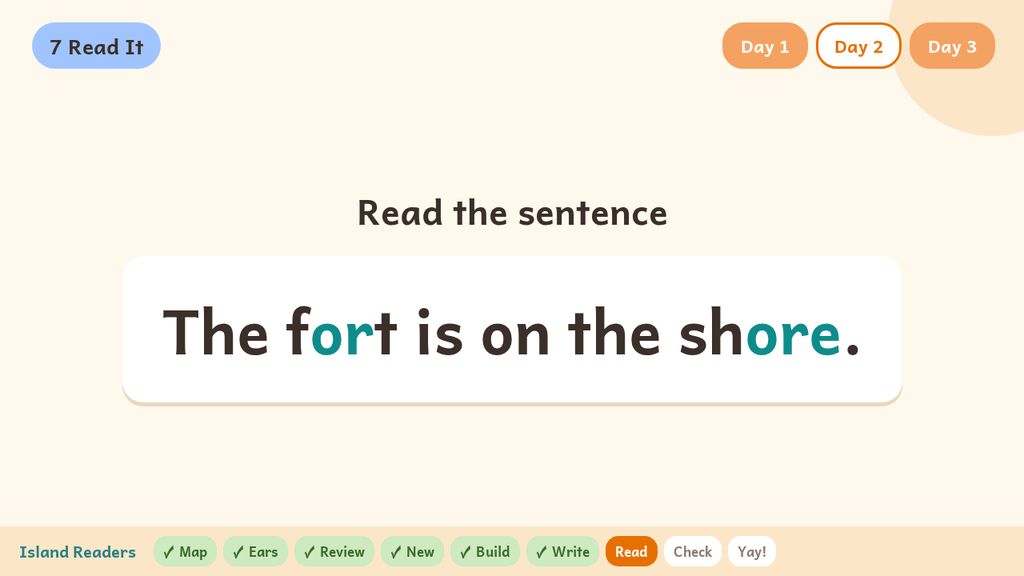 7 Read It
Day 1 Day 2 Day 3
Read the sentence
The fort is on the shore.
Island Readers ✓ Map ✓ Ears ✓ Review ✓ New ✓ Build ✓ Write Read Check Yay!